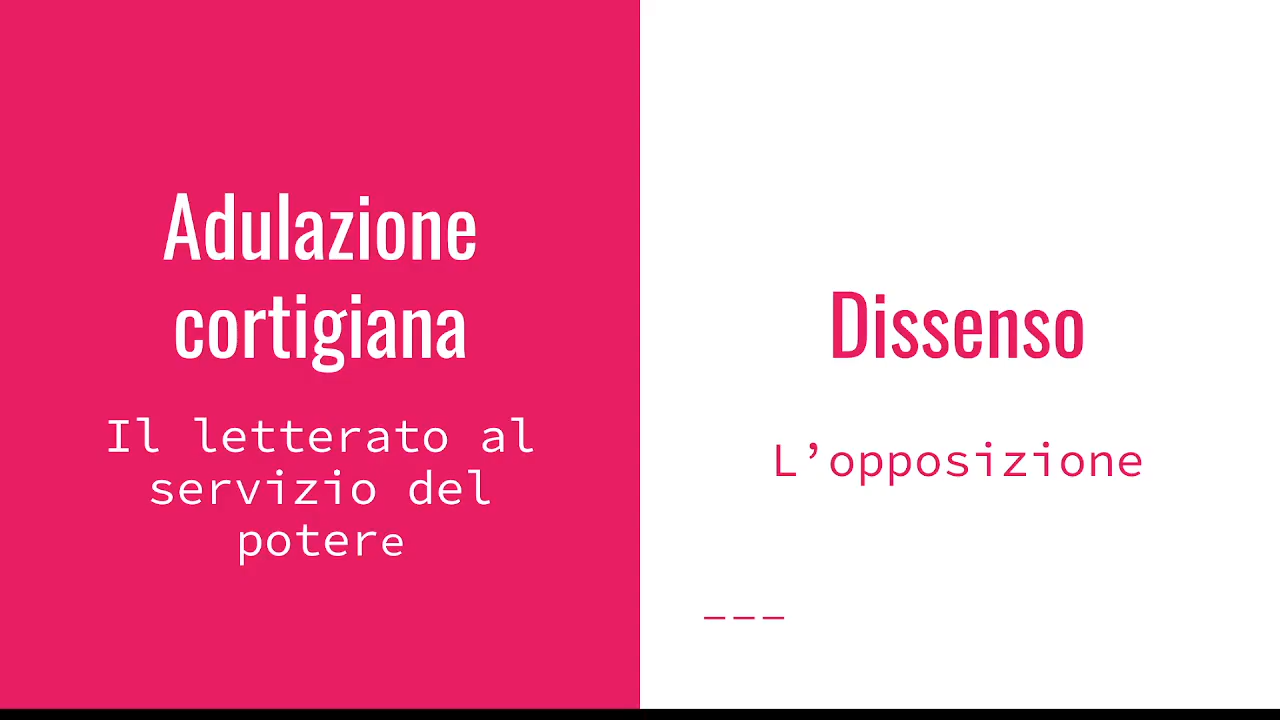 Adulazione
cortigiana
Il letterato al
servizio del
potere
Dissenso
L’opposizione